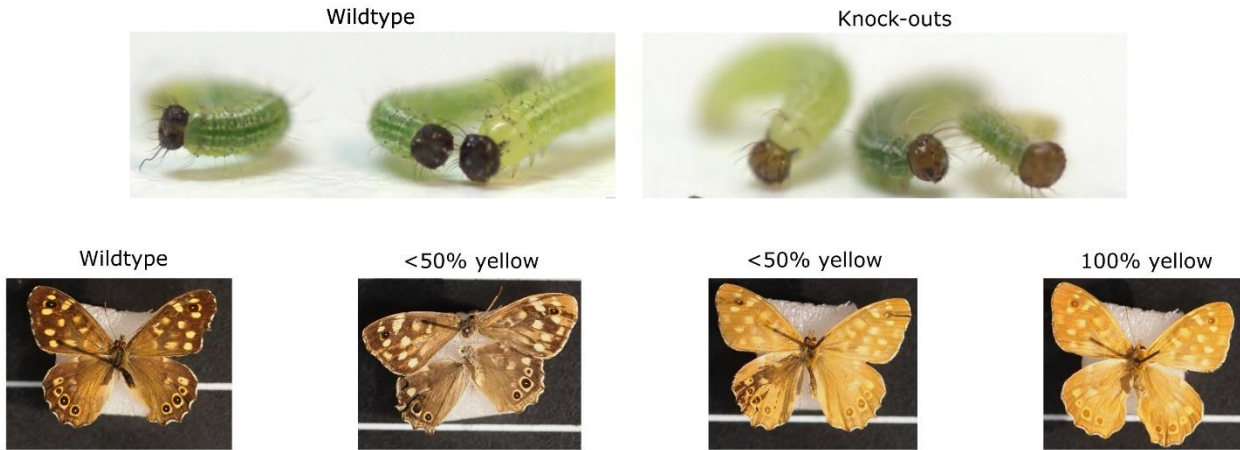 Wildtype
Knock-outs
Wildtype
<50% yellow
<50% yellow
100% yellow